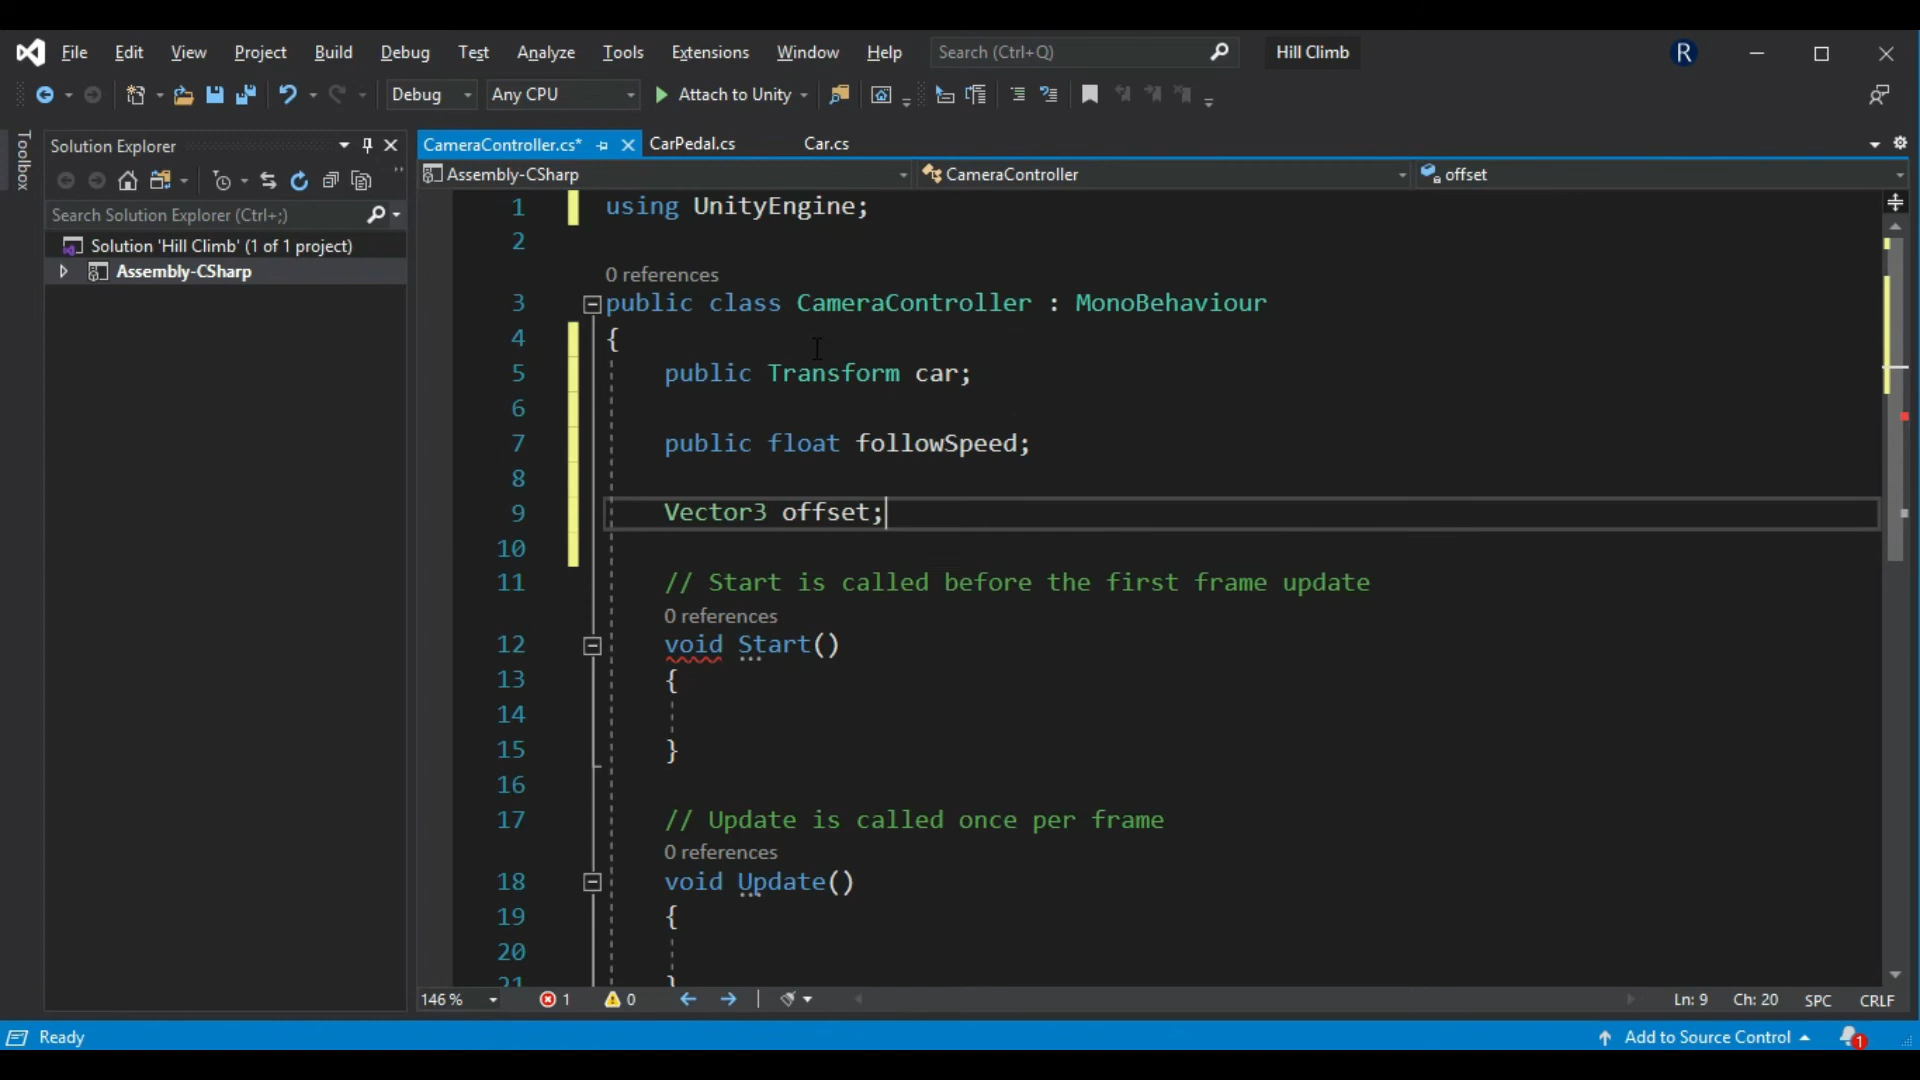 File Edit View Project Build Debug Test Analyze Tools Extensions Window Help Search (Ctrl+Q) Hill Climb R
Debug Any CPU Attach to Unity
Toolbox
Solution Explorer
Search Solution Explorer (Ctrl+;)
Solution 'Hill Climb' (1 of 1 project)
Assembly-CSharp
CameraController.cs* CarPedal.cs Car.cs
Assembly-CSharp CameraController offset
1 using UnityEngine;
2
0 references
3 public class CameraController : MonoBehaviour
4 {
5 public Transform car;
6
7 public float followSpeed;
8
9 Vector3 offset;
10
11 // Start is called before the first frame update
0 references
12 void Start()
13 {
14
15 }
16
17 // Update is called once per frame
0 references
18 void Update()
19 {
20
21 }
146 % 1 0 Ln: 9 Ch: 20 SPC CRLF
Ready Add to Source Control 1